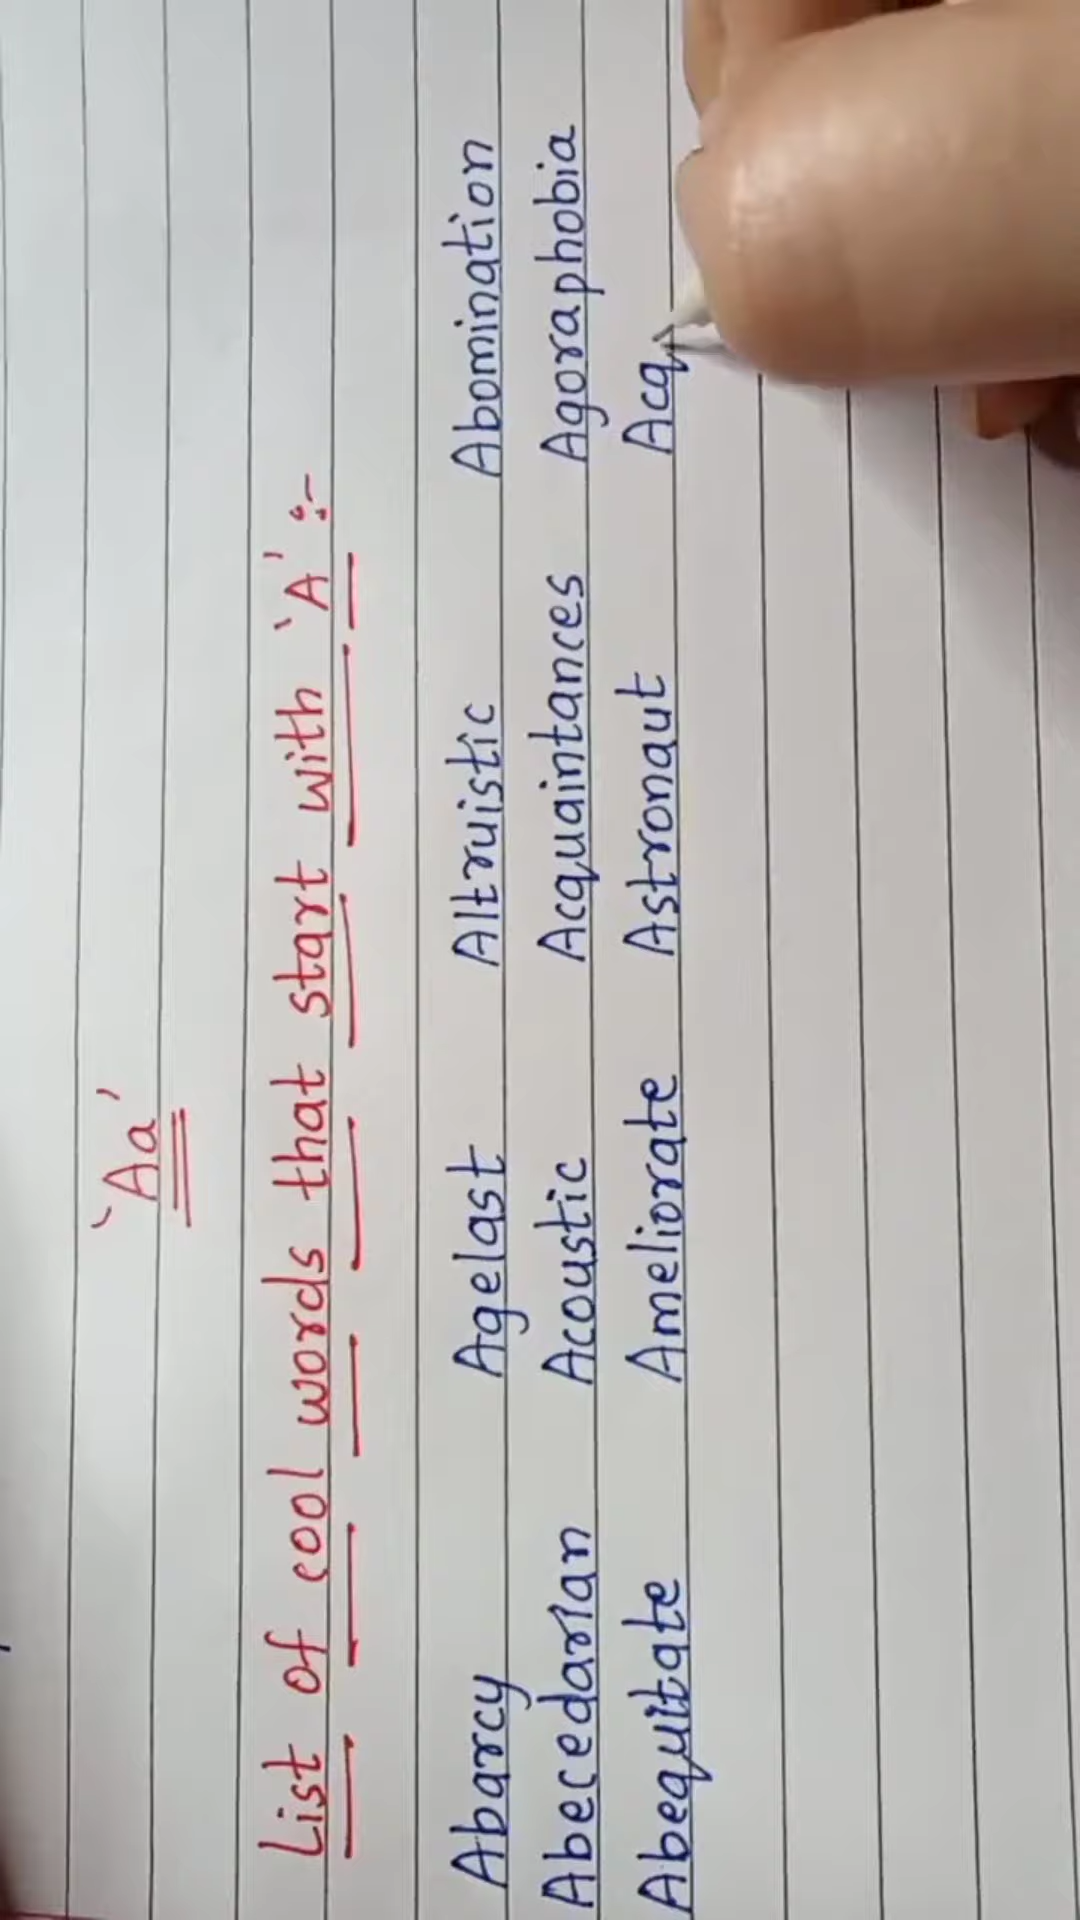 'Aa'
List of cool words that start with 'A' :-
Abarcy Agelast Altruistic Abomination
Abecedarian Acoustic Acquaintances Agoraphobia
Abequitate Ameliorate Astronaut Acq